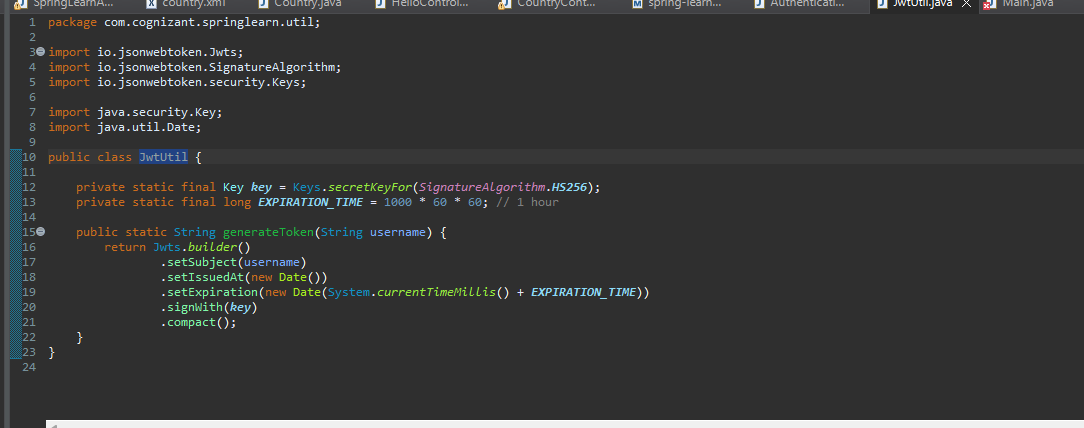 SpringLearnA... country.xml Country.java HelloControl... CountryCont... spring-learn... Authenticati... JwtUtil.java Main.java
1 package com.cognizant.springlearn.util;
2
3 import io.jsonwebtoken.Jwts;
4 import io.jsonwebtoken.SignatureAlgorithm;
5 import io.jsonwebtoken.security.Keys;
6
7 import java.security.Key;
8 import java.util.Date;
9
10 public class JwtUtil {
11
12 private static final Key key = Keys.secretKeyFor(SignatureAlgorithm.HS256);
13 private static final long EXPIRATION_TIME = 1000 * 60 * 60; // 1 hour
14
15 public static String generateToken(String username) {
16 return Jwts.builder()
17 .setSubject(username)
18 .setIssuedAt(new Date())
19 .setExpiration(new Date(System.currentTimeMillis() + EXPIRATION_TIME))
20 .signWith(key)
21 .compact();
22 }
23 }
24